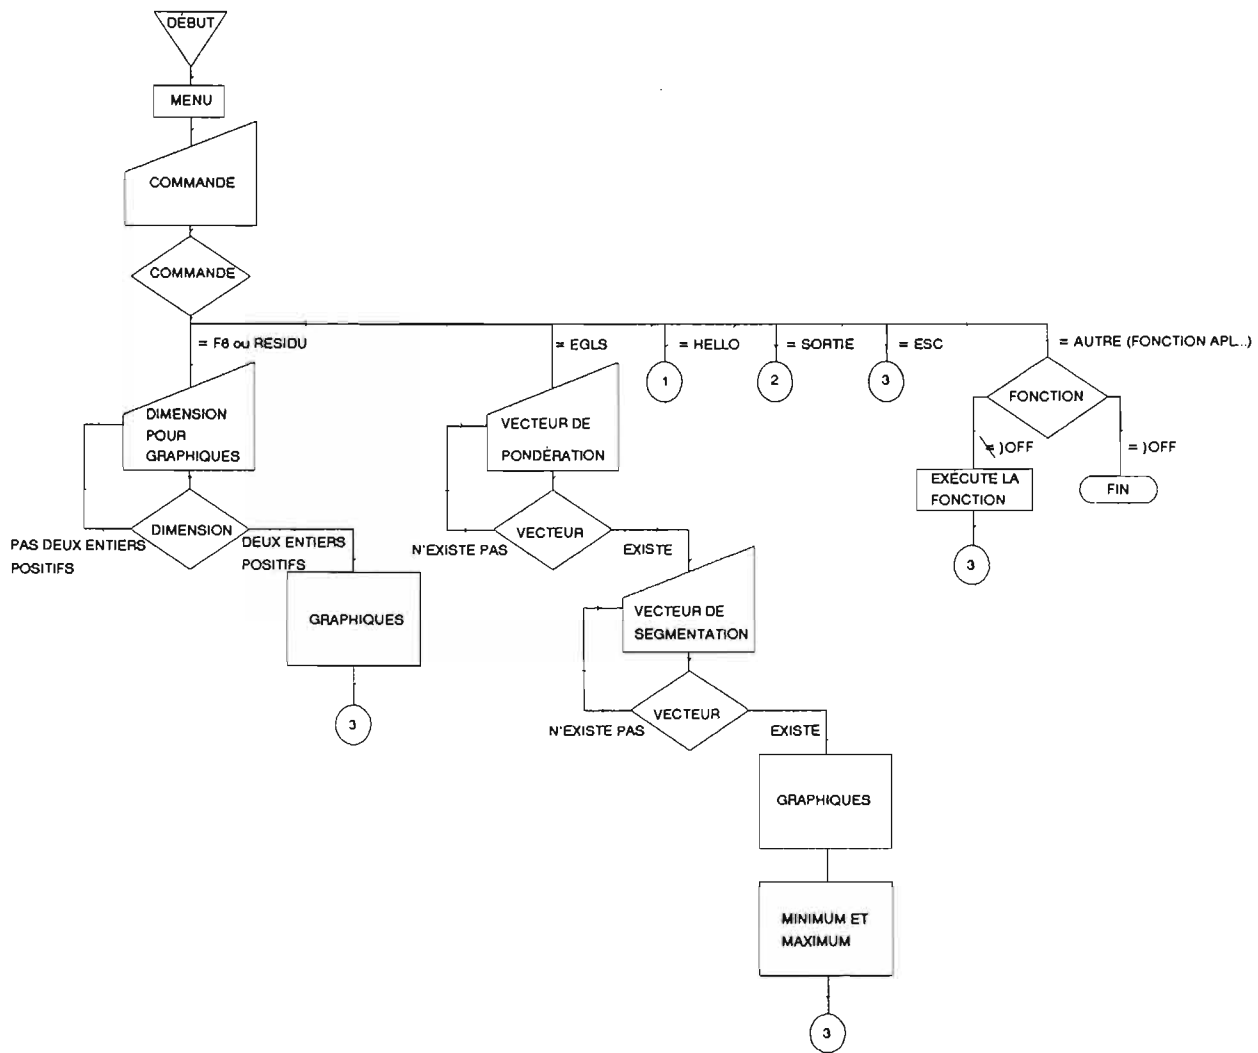 DÉBUT
MENU
COMMANDE
COMMANDE
= F6 ou RESIDU
= EGLS
= HELLO
= SORTIE
= ESC
= AUTRE (FONCTION APL..)
1
2
3
FONCTION
DIMENSION
POUR
GRAPHIQUES
VECTEUR DE
PONDÉRATION
≠ )OFF
= )OFF
EXÉCUTE LA
FONCTION
FIN
DIMENSION
VECTEUR
PAS DEUX ENTIERS
POSITIFS
DEUX ENTIERS
POSITIFS
N'EXISTE PAS
EXISTE
3
GRAPHIQUES
VECTEUR DE
SEGMENTATION
3
VECTEUR
N'EXISTE PAS
EXISTE
GRAPHIQUES
MINIMUM ET
MAXIMUM
3